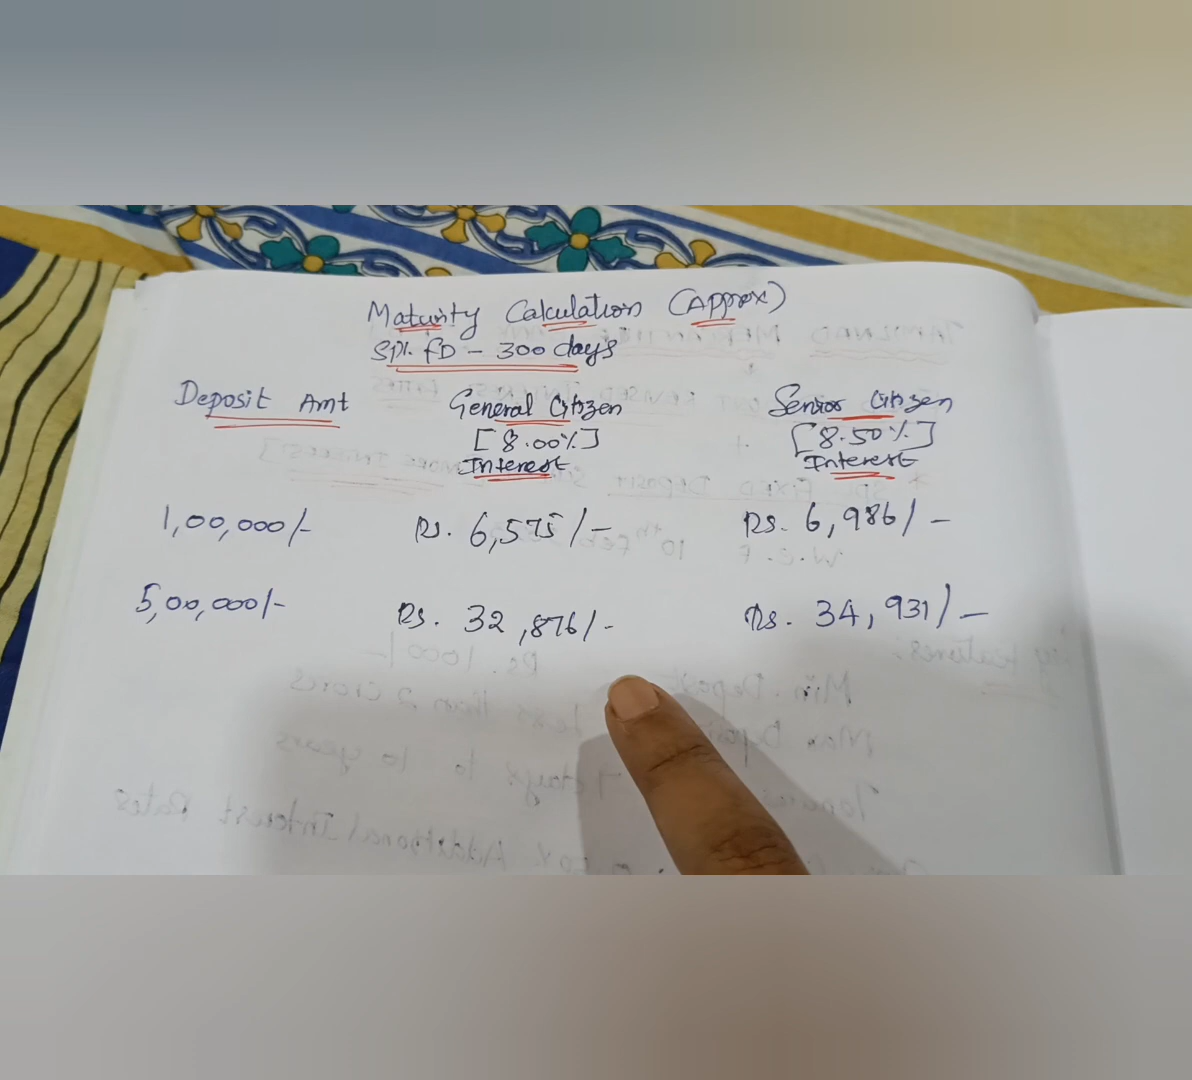 Maturity Calculation (Approx)
Spl. FD - 300 days
Deposit Amt General Citizen Senior Citizen
[8.00%] [8.50%]
Interest Interest
1,00,000/- Rs. 6,575/- Rs. 6,986/-
5,00,000/- Rs. 32,876/- Rs. 34,931/-